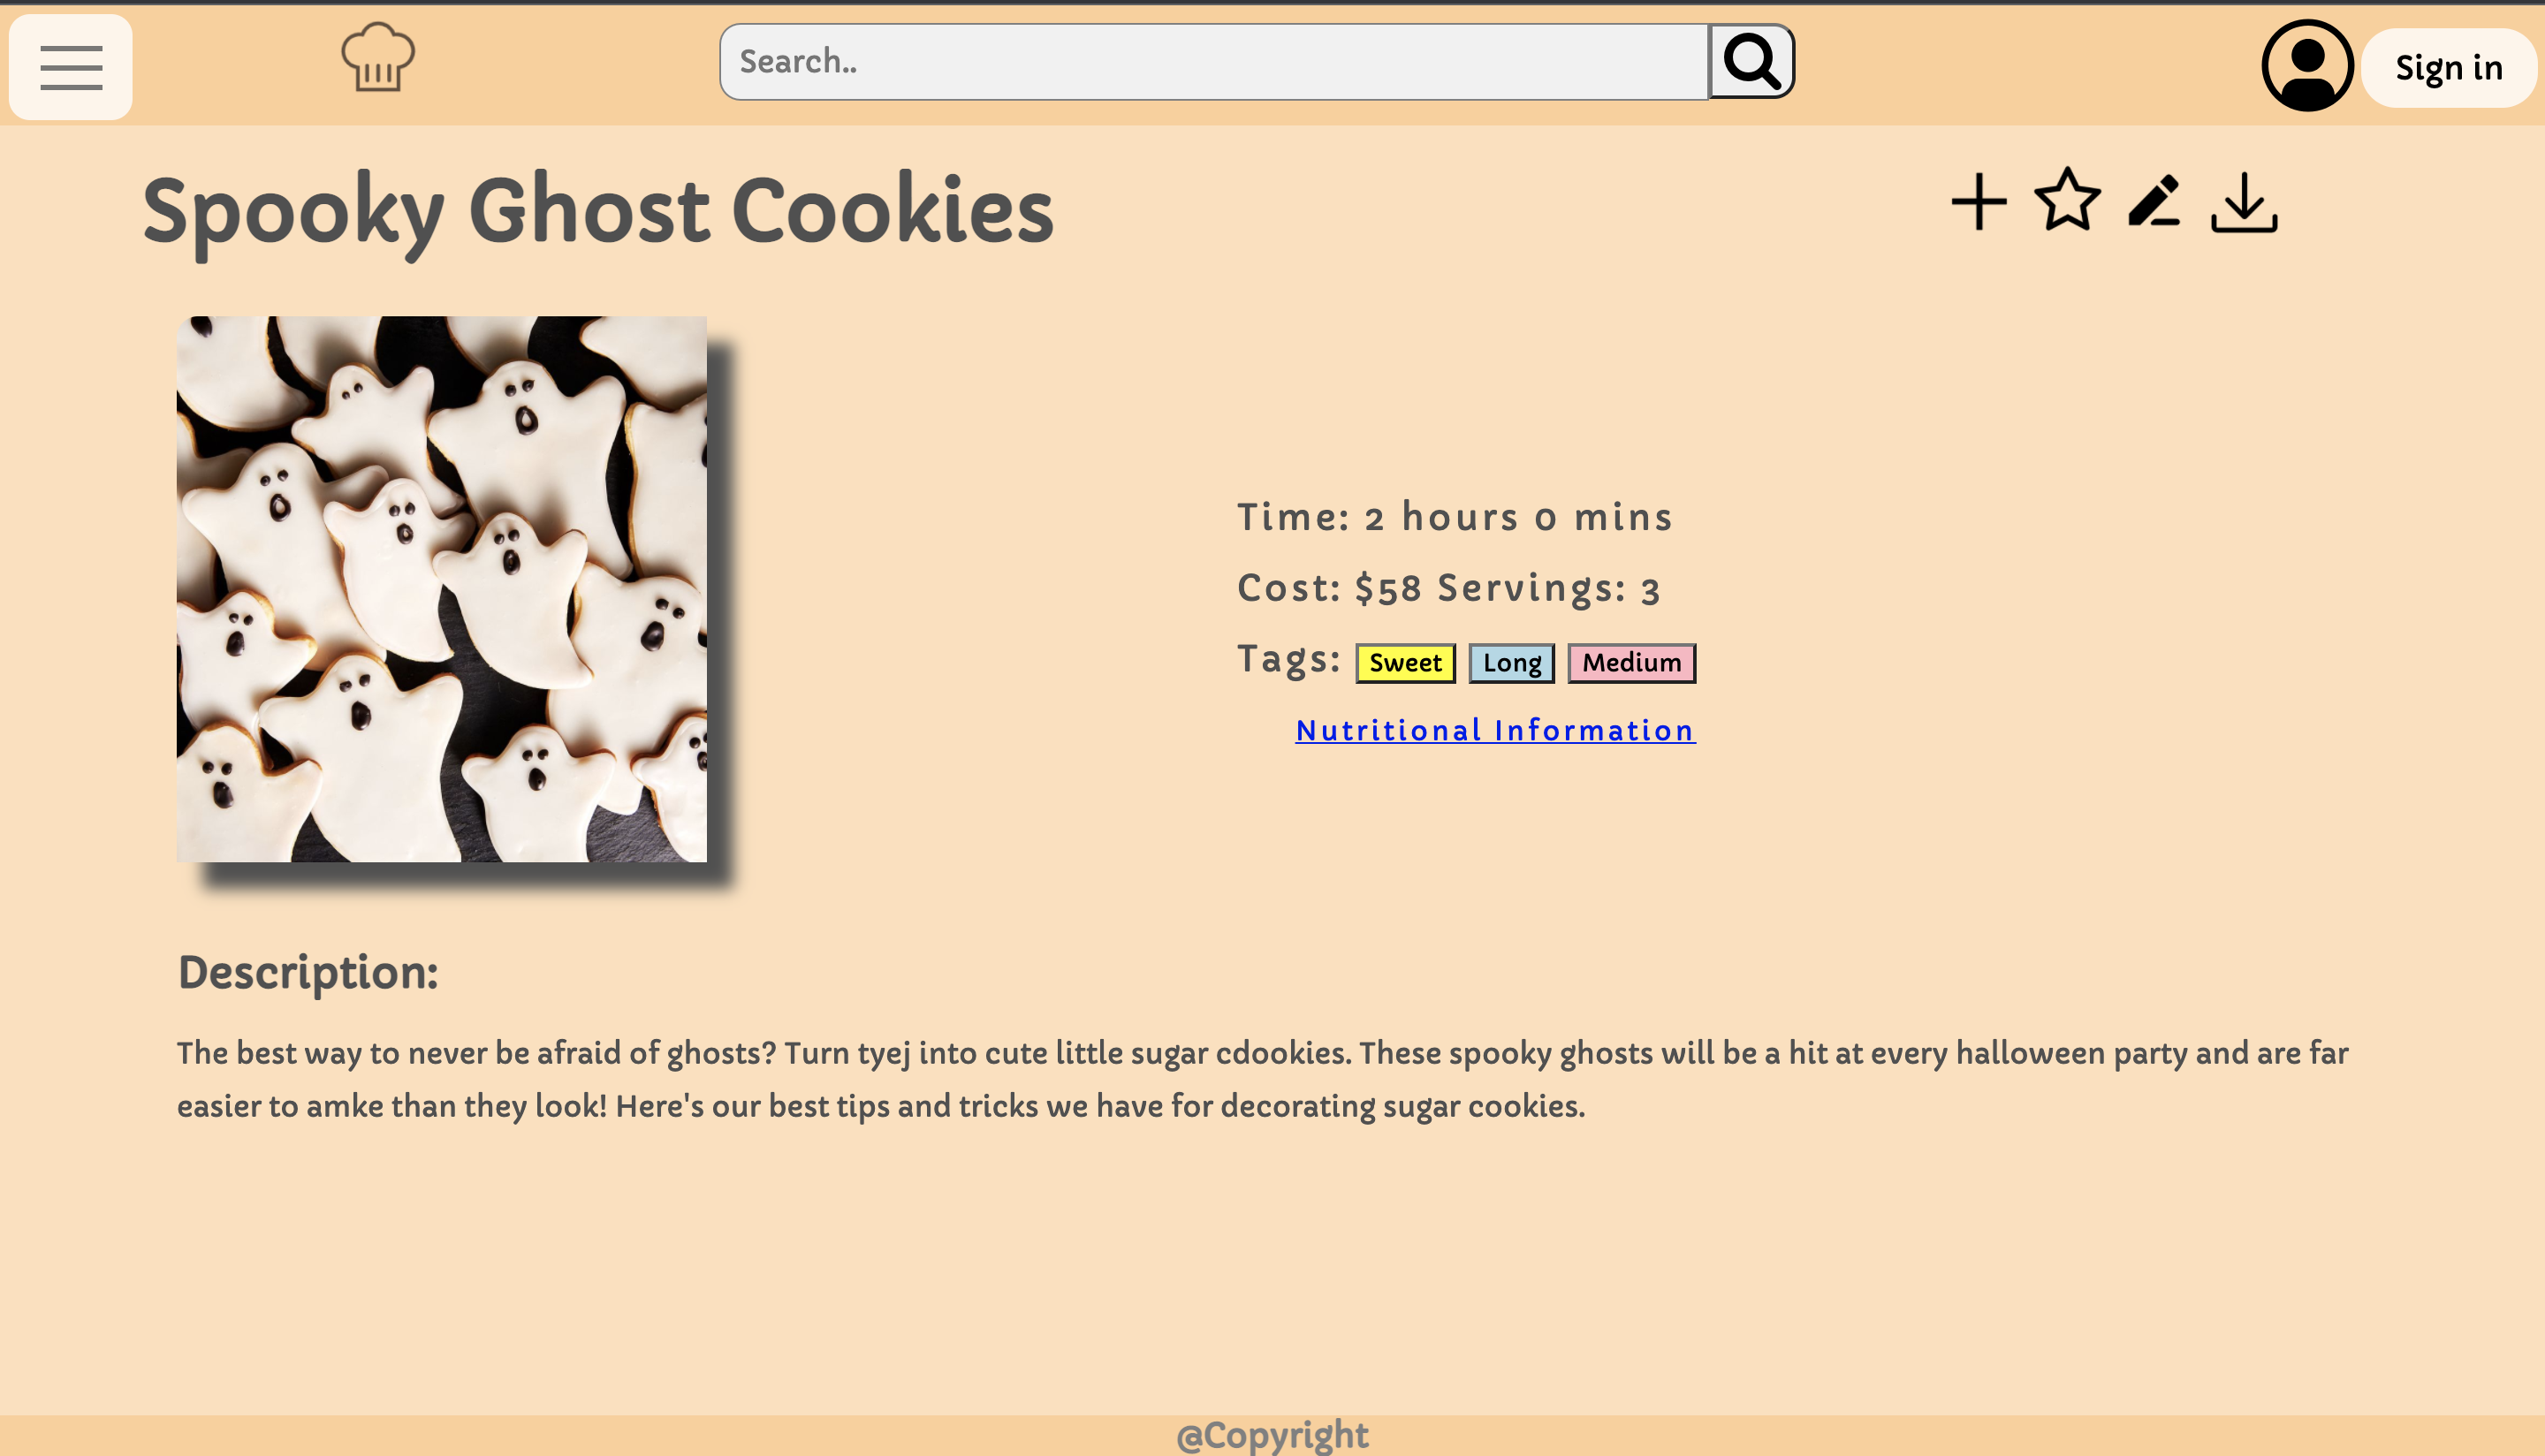 Search..
Sign in
Spooky Ghost Cookies
Time: 2 hours 0 mins
Cost: $58 Servings: 3
Tags: Sweet Long Medium
Nutritional Information
Description:
The best way to never be afraid of ghosts? Turn tyej into cute little sugar cdookies. These spooky ghosts will be a hit at every halloween party and are far
easier to amke than they look! Here's our best tips and tricks we have for decorating sugar cookies.
@Copyright